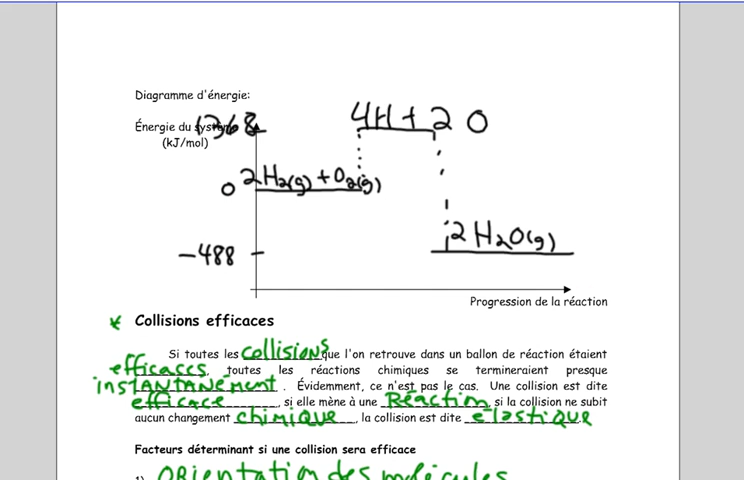 Diagramme d'énergie:
1368 4H + 2 O
Énergie du système
(kJ/mol)
0 2H₂(g) + O₂(g)
-488 2H₂O(g)
Progression de la réaction
* Collisions efficaces
Si toutes les collisions que l'on retrouve dans un ballon de réaction étaient
efficaces, toutes les réactions chimiques se termineraient presque
instantanément. Évidemment, ce n'est pas le cas. Une collision est dite
efficace, si elle mène à une Réaction, si la collision ne subit
aucun changement chimique, la collision est dite élastique
Facteurs déterminant si une collision sera efficace
1) Orientation des molécules